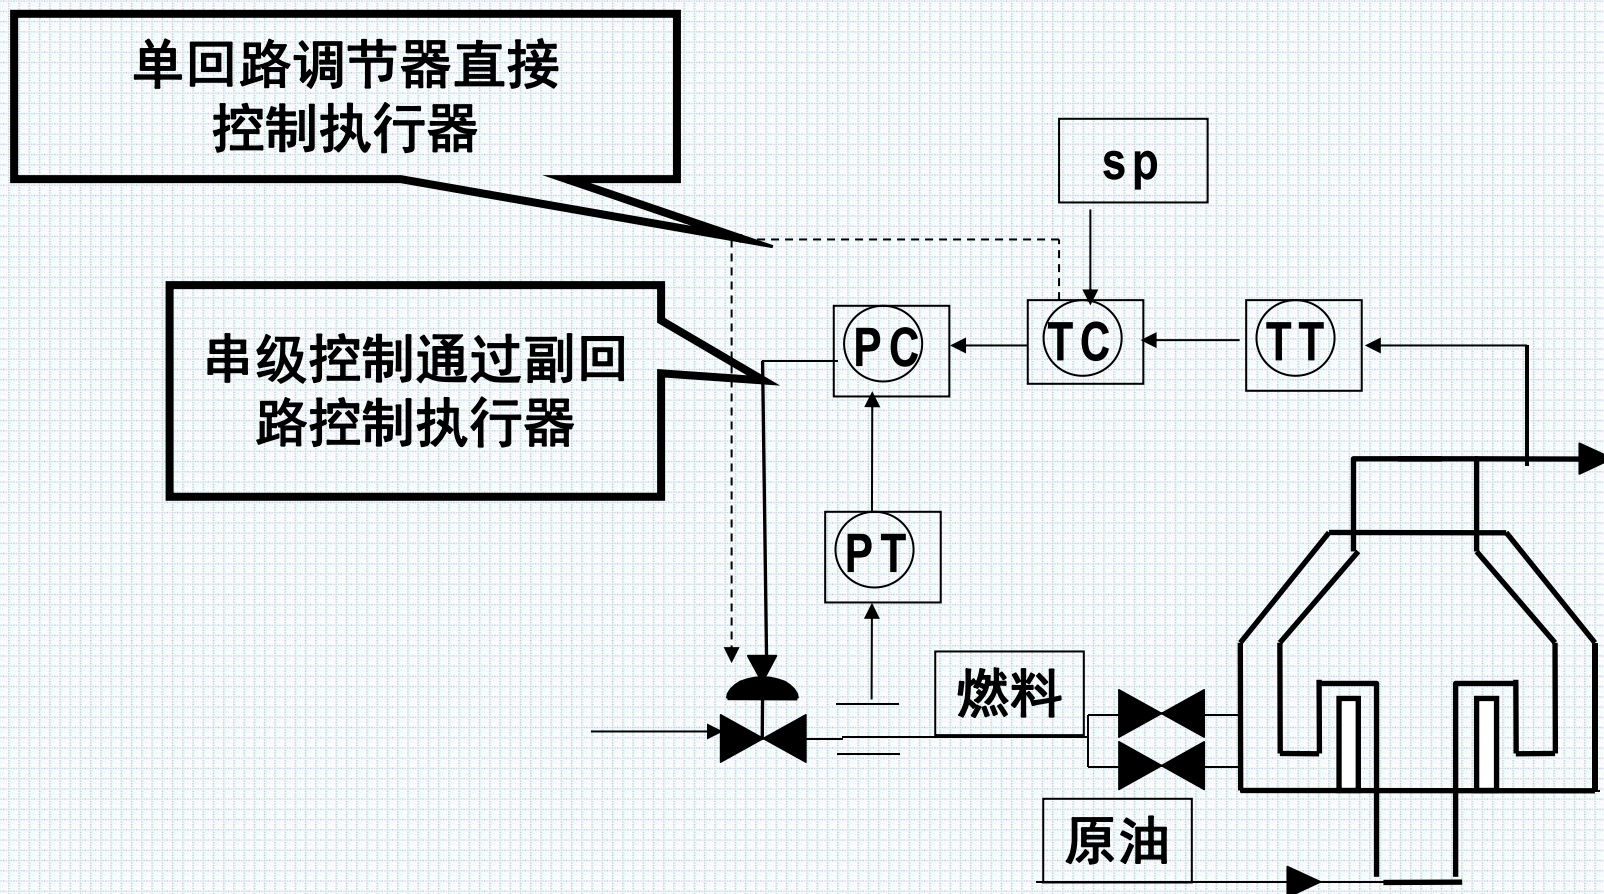 单回路调节器直接
控制执行器
sp
串级控制通过副回
路控制执行器
PC
TC
TT
PT
燃料
原油